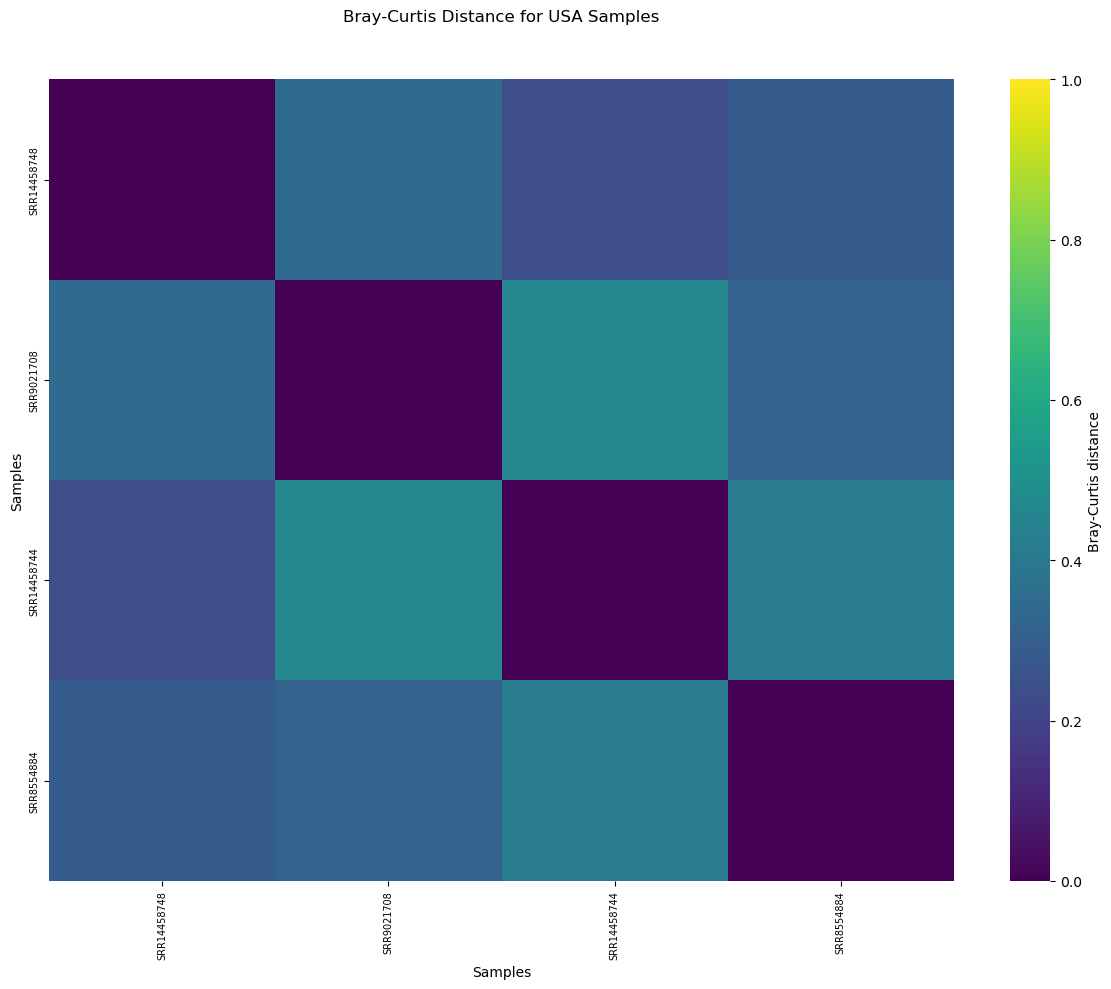 Bray-Curtis Distance for USA Samples
SRR14458748
SRR9021708
SRR14458744
SRR8554884
Samples
SRR14458748
SRR9021708
SRR14458744
SRR8554884
Samples
1.0
0.8
0.6
0.4
0.2
0.0
Bray-Curtis distance